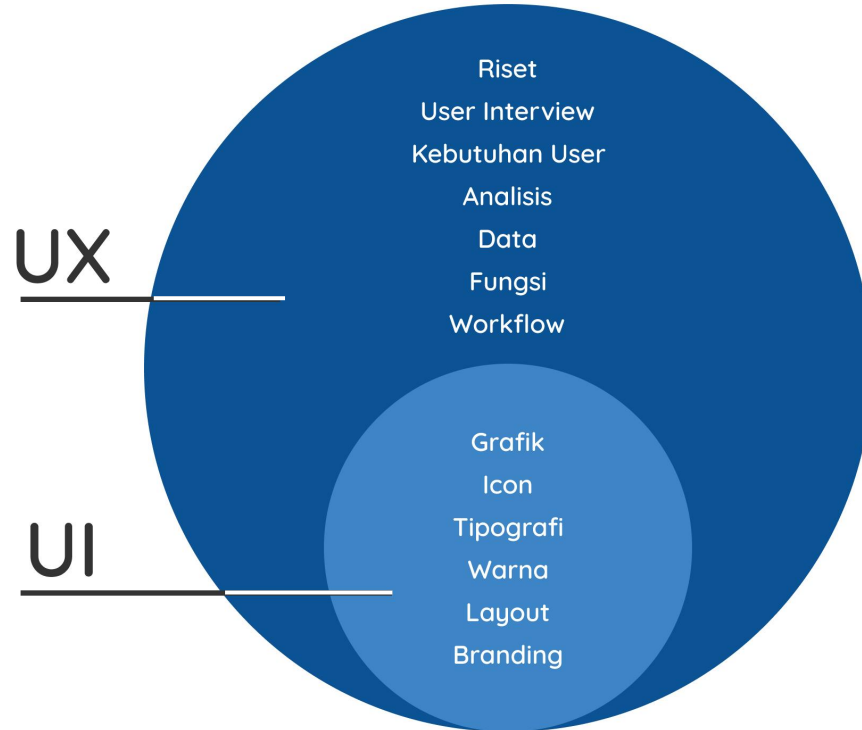 UX
Riset
User Interview
Kebutuhan User
Analisis
Data
Fungsi
Workflow
UI
Grafik
Icon
Tipografi
Warna
Layout
Branding